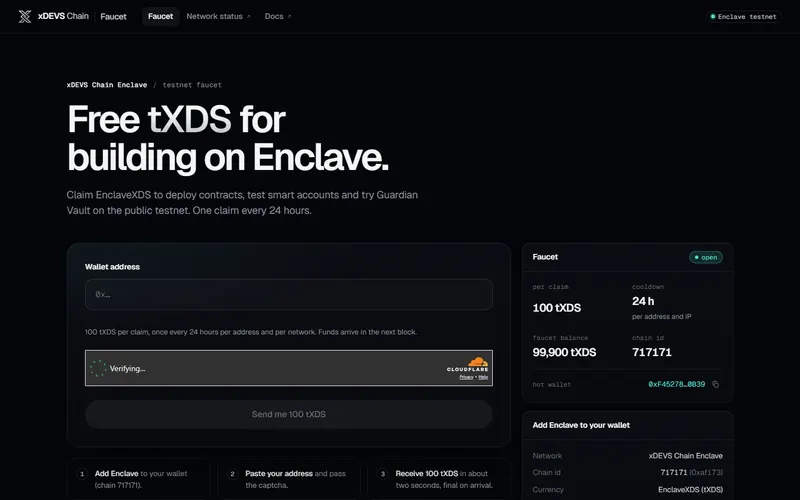 xDEVS Chain Faucet Faucet Network status ↗ Docs ↗ Enclave testnet
xDEVS Chain Enclave / testnet faucet
Free tXDS for
building on Enclave.
Claim EnclaveXDS to deploy contracts, test smart accounts and try Guardian
Vault on the public testnet. One claim every 24 hours.
Wallet address
0x…
100 tXDS per claim, once every 24 hours per address and per network. Funds arrive in the next block.
Verifying...
CLOUDFLARE
Privacy • Help
Send me 100 tXDS
1 Add Enclave to your wallet
(chain 717171).
2 Paste your address and pass
the captcha.
3 Receive 100 tXDS in about
two seconds, final on arrival.
Faucet open
per claim cooldown
100 tXDS 24 h
per address and IP
faucet balance chain id
99,900 tXDS 717171
hot wallet 0xF45278…0B39
Add Enclave to your wallet
Network xDEVS Chain Enclave
Chain id 717171 (0xaf173)
Currency EnclaveXDS (tXDS)